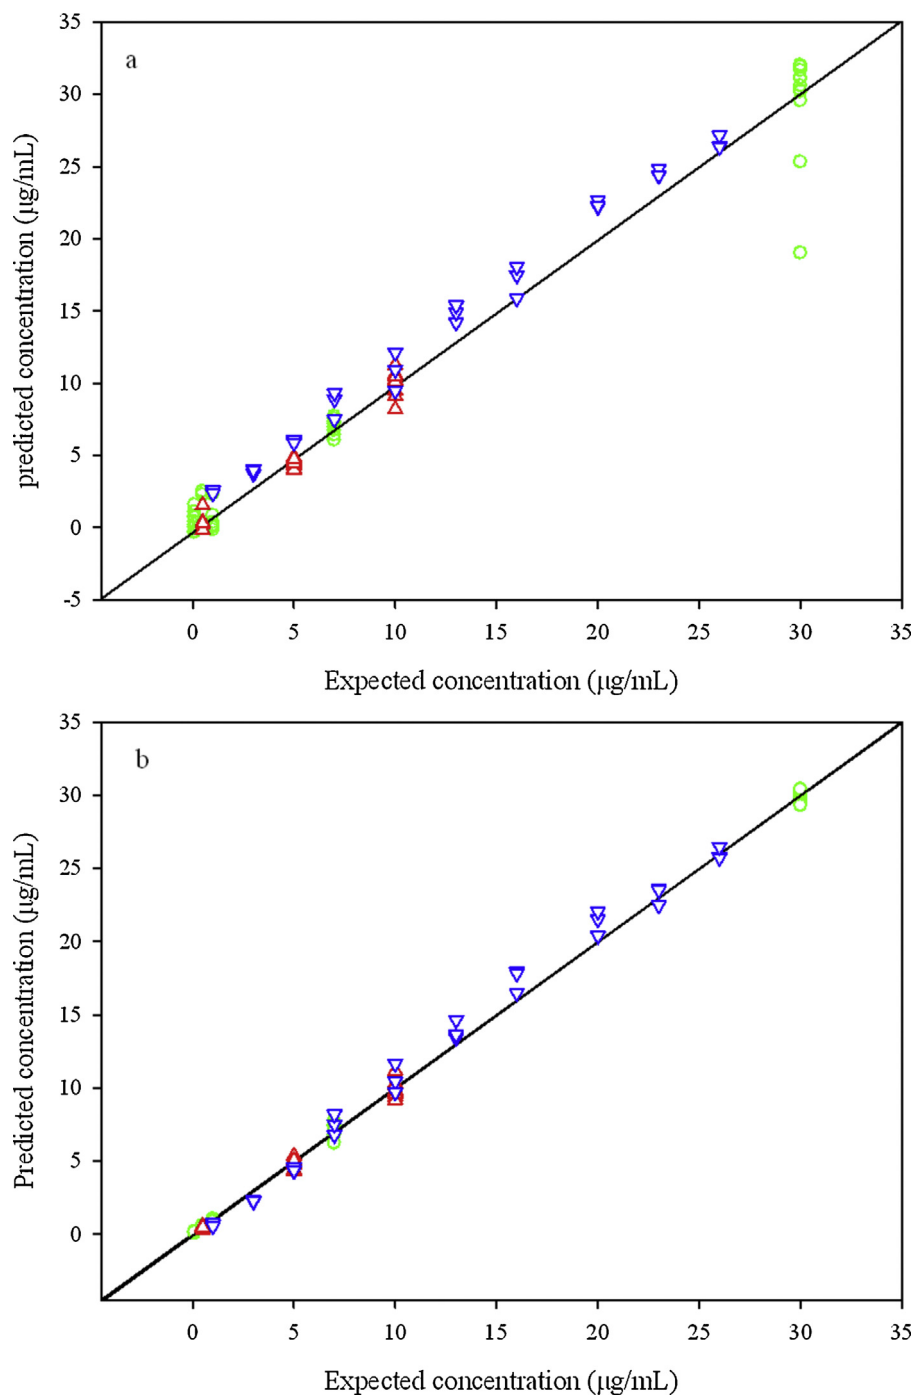 a
35
30
25
20
15
10
5
0
-5
predicted concentration (µg/mL)
0 5 10 15 20 25 30 35
Expected concentration (µg/mL)
b
35
30
25
20
15
10
5
0
Predicted concentration (µg/mL)
0 5 10 15 20 25 30 35
Expected concentration (µg/mL)